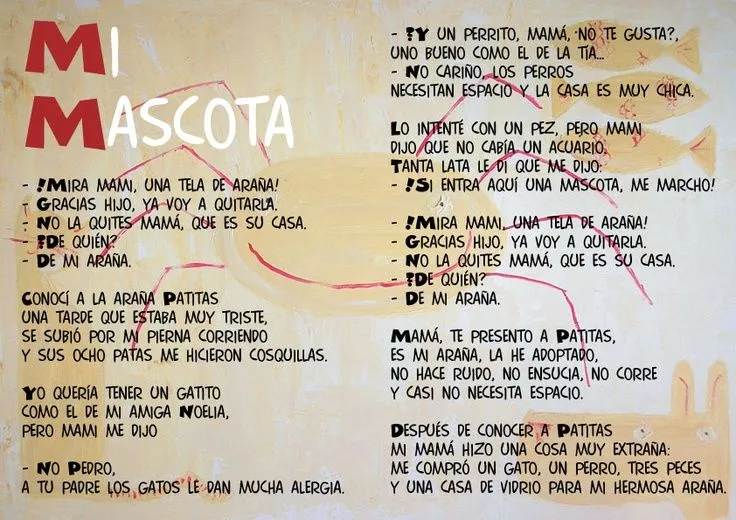 MI
MASCOTA
- !MIRA MAMI, UNA TELA DE ARAÑA!
- GRACIAS HIJO, YA VOY A QUITARLA.
- NO LA QUITES MAMÁ, QUE ES SU CASA.
- ?DE QUIÉN?
- DE MI ARAÑA.
CONOCÍ A LA ARAÑA PATITAS
UNA TARDE QUE ESTABA MUY TRISTE,
SE SUBIÓ POR MI PIERNA CORRIENDO
Y SUS OCHO PATAS ME HICIERON COSQUILLAS.
YO QUERÍA TENER UN GATITO
COMO EL DE MI AMIGA NOELIA,
PERO MAMI ME DIJO
- NO PEDRO,
A TU PADRE LOS GATOS LE DAN MUCHA ALERGIA.
- ?Y UN PERRITO, MAMÁ, NO TE GUSTA?,
UNO BUENO COMO EL DE LA TÍA...
- NO CARIÑO, LOS PERROS
NECESITAN ESPACIO Y LA CASA ES MUY CHICA.
LO INTENTÉ CON UN PEZ, PERO MAMI
DIJO QUE NO CABÍA UN ACUARIO.
TANTA LATA LE DI QUE ME DIJO:
- !SI ENTRA AQUÍ UNA MASCOTA, ME MARCHO!
- !MIRA MAMI, UNA TELA DE ARAÑA!
- GRACIAS HIJO, YA VOY A QUITARLA.
- NO LA QUITES MAMÁ, QUE ES SU CASA.
- ?DE QUIÉN?
- DE MI ARAÑA.
MAMÁ, TE PRESENTO A PATITAS,
ES MI ARAÑA, LA HE ADOPTADO,
NO HACE RUIDO, NO ENSUCIA, NO CORRE
Y CASI NO NECESITA ESPACIO.
DESPUÉS DE CONOCER A PATITAS
MI MAMÁ HIZO UNA COSA MUY EXTRAÑA:
ME COMPRÓ UN GATO, UN PERRO, TRES PECES
Y UNA CASA DE VIDRIO PARA MI HERMOSA ARAÑA.